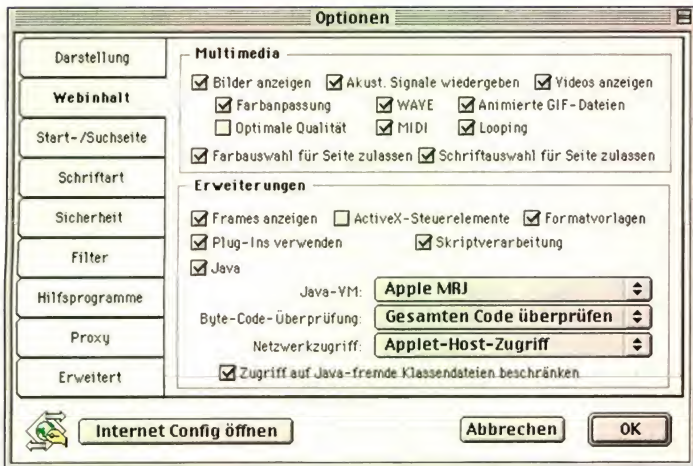 Optionen
Darstellung
Webinhalt
Start-/Suchseite
Schriftart
Sicherheit
Filter
Hilfsprogramme
Proxy
Erweitert
Multimedia
Bilder anzeigen Akust. Signale wiedergeben Videos anzeigen
Farbanpassung WAVE Animierte GIF-Dateien
Optimale Qualität MIDI Looping
Farbauswahl für Seite zulassen Schriftauswahl für Seite zulassen
Erweiterungen
Frames anzeigen ActiveX-Steuerelemente Formatvorlagen
Plug-Ins verwenden Skriptverarbeitung
Java
Java-VM: Apple MRJ
Byte-Code-Überprüfung: Gesamten Code überprüfen
Netzwerkzugriff: Applet-Host-Zugriff
Zugriff auf Java-fremde Klassendateien beschränken
Internet Config öffnen Abbrechen OK